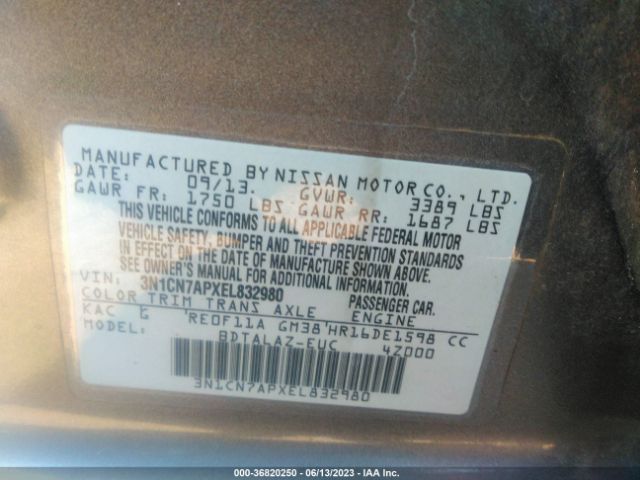 MANUFACTURED BY NISSAN MOTOR CO., LTD.
DATE: 09/13. GVWR: 3389 LBS
GAWR FR: 1750 LBS GAWR RR: 1687 LBS
THIS VEHICLE CONFORMS TO ALL APPLICABLE FEDERAL MOTOR
VEHICLE SAFETY, BUMPER AND THEFT PREVENTION STANDARDS
IN EFFECT ON THE DATE OF MANUFACTURE SHOWN ABOVE.
SEE OWNER'S MANUAL FOR ADDITIONAL INFORMATION.
VIN: 3N1CN7APXEL832980 PASSENGER CAR.
COLOR TRIM TRANS AXLE ENGINE
KAC G RE0F11A GM38 HR16DE1598 CC
MODEL: BDTALAZ-EUC 4Z000
3N1CN7APXEL832980
000-36820250 - 06/13/2023 - IAA Inc.